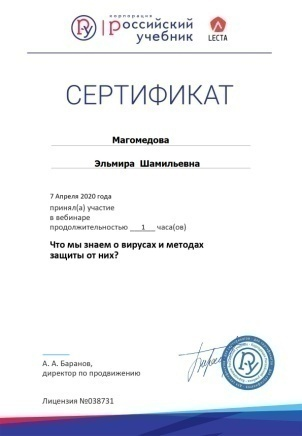 корпорация
российский
учебник
LECTA
СЕРТИФИКАТ
Магомедова
Эльмира Шамильевна
7 Апреля 2020 года
принял(а) участие
в вебинаре
продолжительностью 1 часа(ов)
Что мы знаем о вирусах и методах
защиты от них?
А. А. Баранов,
директор по продвижению
Лицензия №038731